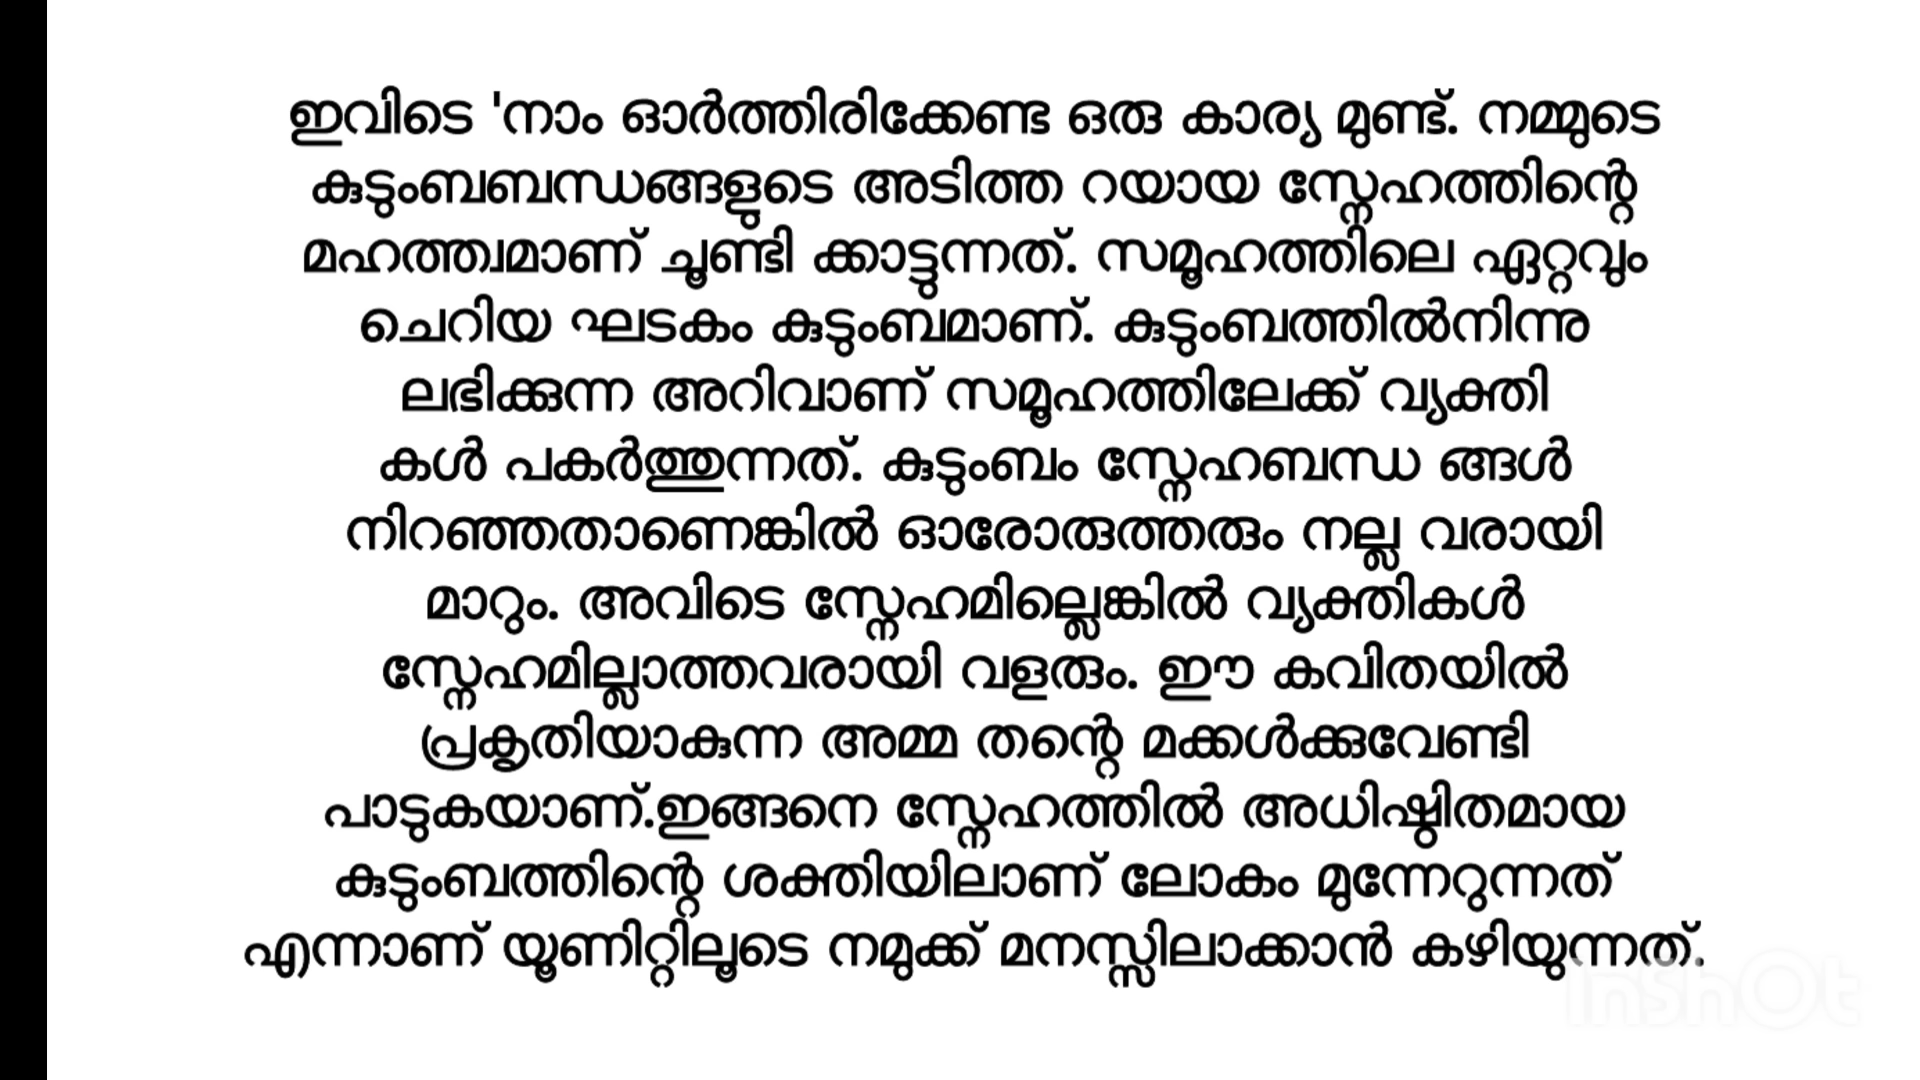 ഇവിടെ 'നാം ഓർത്തിരിക്കേണ്ട ഒരു കാര്യ മുണ്ട്. നമ്മുടെ
കുടുംബബന്ധങ്ങളുടെ അടിത്ത റയായ സ്നേഹത്തിന്റെ
മഹത്ത്വമാണ് ചൂണ്ടി ക്കാട്ടുന്നത്. സമൂഹത്തിലെ ഏറ്റവും
ചെറിയ ഘടകം കുടുംബമാണ്. കുടുംബത്തിൽനിന്നു
ലഭിക്കുന്ന അറിവാണ് സമൂഹത്തിലേക്ക് വ്യക്തി
കൾ പകർത്തുന്നത്. കുടുംബം സ്നേഹബന്ധ ങ്ങൾ
നിറഞ്ഞതാണെങ്കിൽ ഓരോരുത്തരും നല്ല വരായി
മാറും. അവിടെ സ്നേഹമില്ലെങ്കിൽ വ്യക്തികൾ
സ്നേഹമില്ലാത്തവരായി വളരും. ഈ കവിതയിൽ
പ്രകൃതിയാകുന്ന അമ്മ തന്റെ മക്കൾക്കുവേണ്ടി
പാടുകയാണ്.ഇങ്ങനെ സ്നേഹത്തിൽ അധിഷ്ഠിതമായ
കുടുംബത്തിന്റെ ശക്തിയിലാണ് ലോകം മുന്നേറുന്നത്
എന്നാണ് യൂണിറ്റിലൂടെ നമുക്ക് മനസ്സിലാക്കാൻ കഴിയുന്നത്.
InShOt